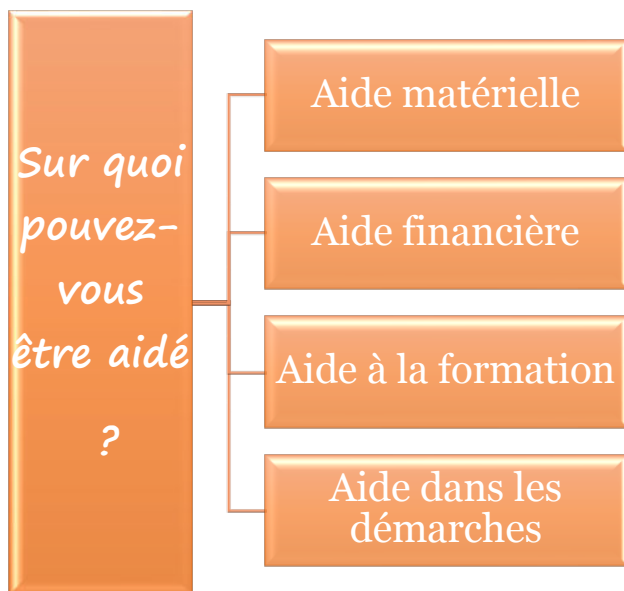 Sur quoi
pouvez-
vous
être aidé
?
Aide matérielle
Aide financière
Aide à la formation
Aide dans les
démarches